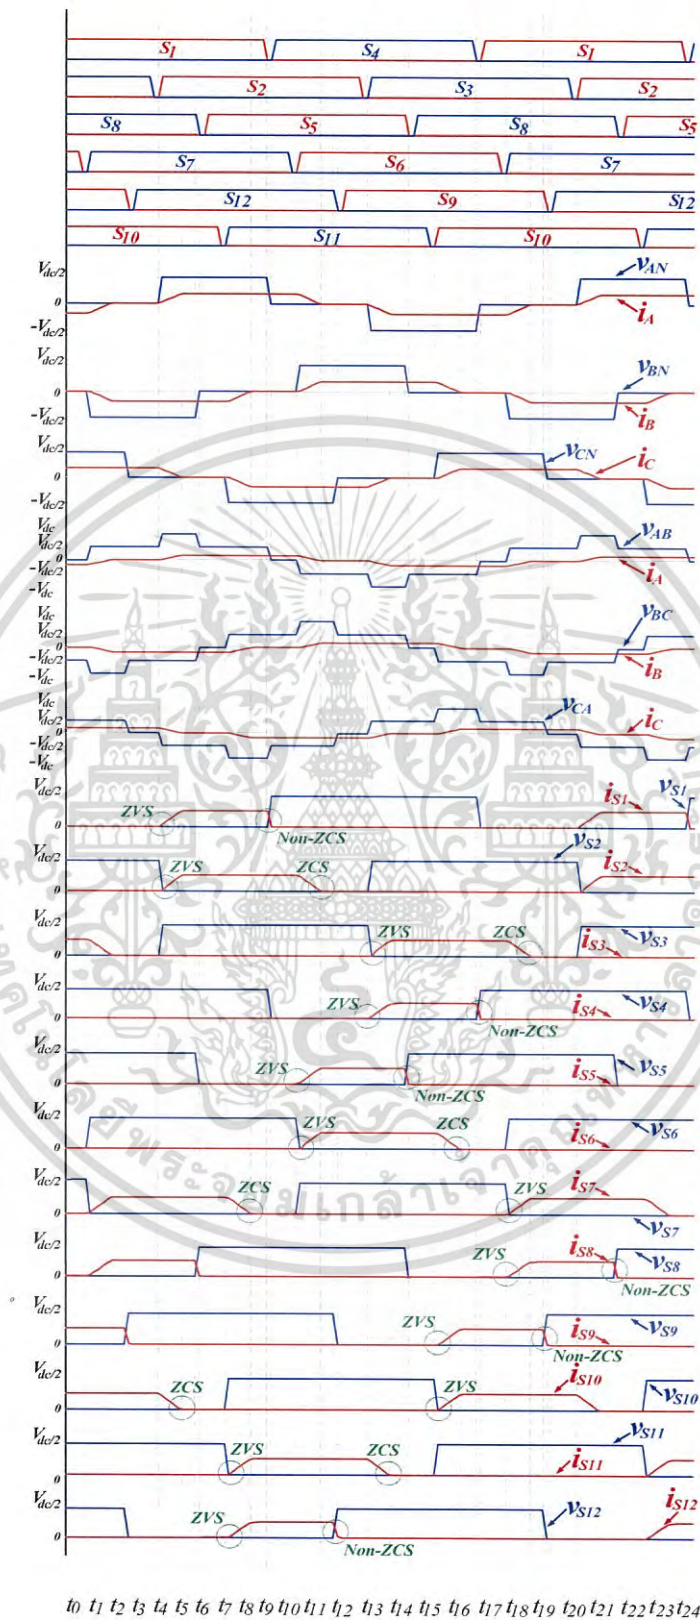 S1 S4 S1
S2 S3 S2
S8 S5 S8 S5
S7 S6 S7
S12 S9 S12
S10 S11 S10
Vdc/2
0
-Vdc/2
vAN
iA
Vdc/2
0
-Vdc/2
vBN
iB
Vdc/2
0
-Vdc/2
vCN
iC
Vdc
Vdc/2
0
-Vdc/2
-Vdc
vAB
iA
Vdc
Vdc/2
0
-Vdc/2
-Vdc
vBC
iB
Vdc
Vdc/2
0
-Vdc/2
-Vdc
vCA
iC
Vdc/2
0
ZVS
Non-ZCS
iS1
vS1
Vdc/2
0
ZVS
ZCS
vS2
iS2
Vdc/2
0
ZVS
ZCS
iS3
vS3
Vdc/2
0
ZVS
Non-ZCS
iS4
vS4
Vdc/2
0
ZVS
Non-ZCS
iS5
vS5
Vdc/2
0
ZVS
ZCS
iS6
vS6
Vdc/2
0
ZCS
ZVS
iS7
vS7
Vdc/2
0
ZVS
iS8
vS8
Non-ZCS
Vdc/2
0
ZVS
iS9
vS9
Non-ZCS
Vdc/2
0
ZCS
ZVS
iS10
vS10
Vdc/2
0
ZVS
ZCS
vS11
iS11
Vdc/2
0
ZVS
Non-ZCS
vS12
iS12
t0 t1 t2 t3 t4 t5 t6 t7 t8 t9 t10 t11 t12 t13 t14 t15 t16 t17 t18 t19 t20 t21 t22 t23 t24